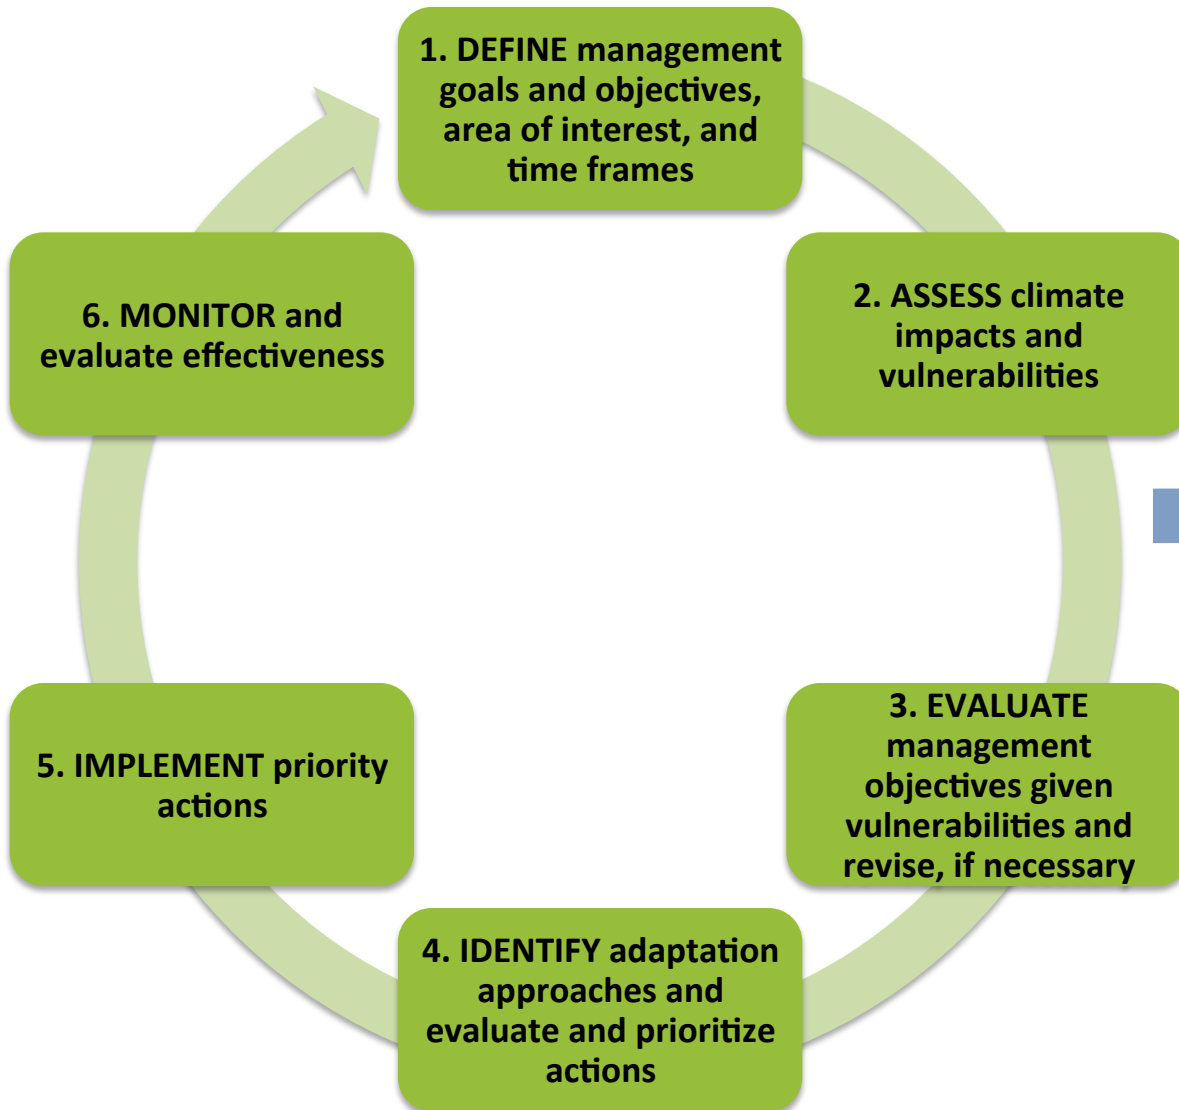 1. DEFINE management
goals and objectives,
area of interest, and
time frames
2. ASSESS climate
impacts and
vulnerabilities
3. EVALUATE
management
objectives given
vulnerabilities and
revise, if necessary
4. IDENTIFY adaptation
approaches and
evaluate and prioritize
actions
5. IMPLEMENT priority
actions
6. MONITOR and
evaluate effectiveness